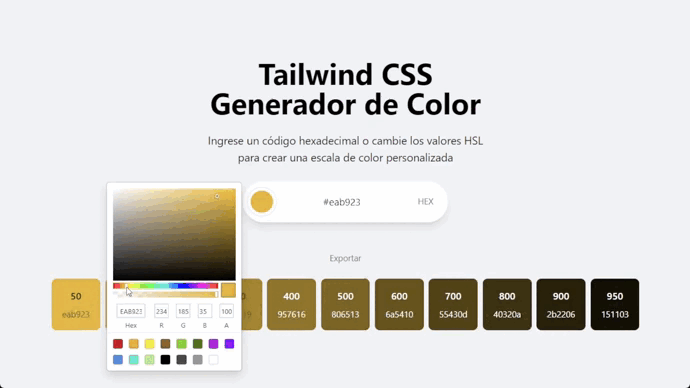 Tailwind CSS
Generador de Color
Ingrese un código hexadecimal o cambie los valores HSL
para crear una escala de color personalizada
#eab923 HEX
Exportar
50 400 500 600 700 800 900 950
eab923 957616 806513 6a5410 55430d 40320a 2b2206 151103
EAB923 234 185 35 100
Hex R G B A